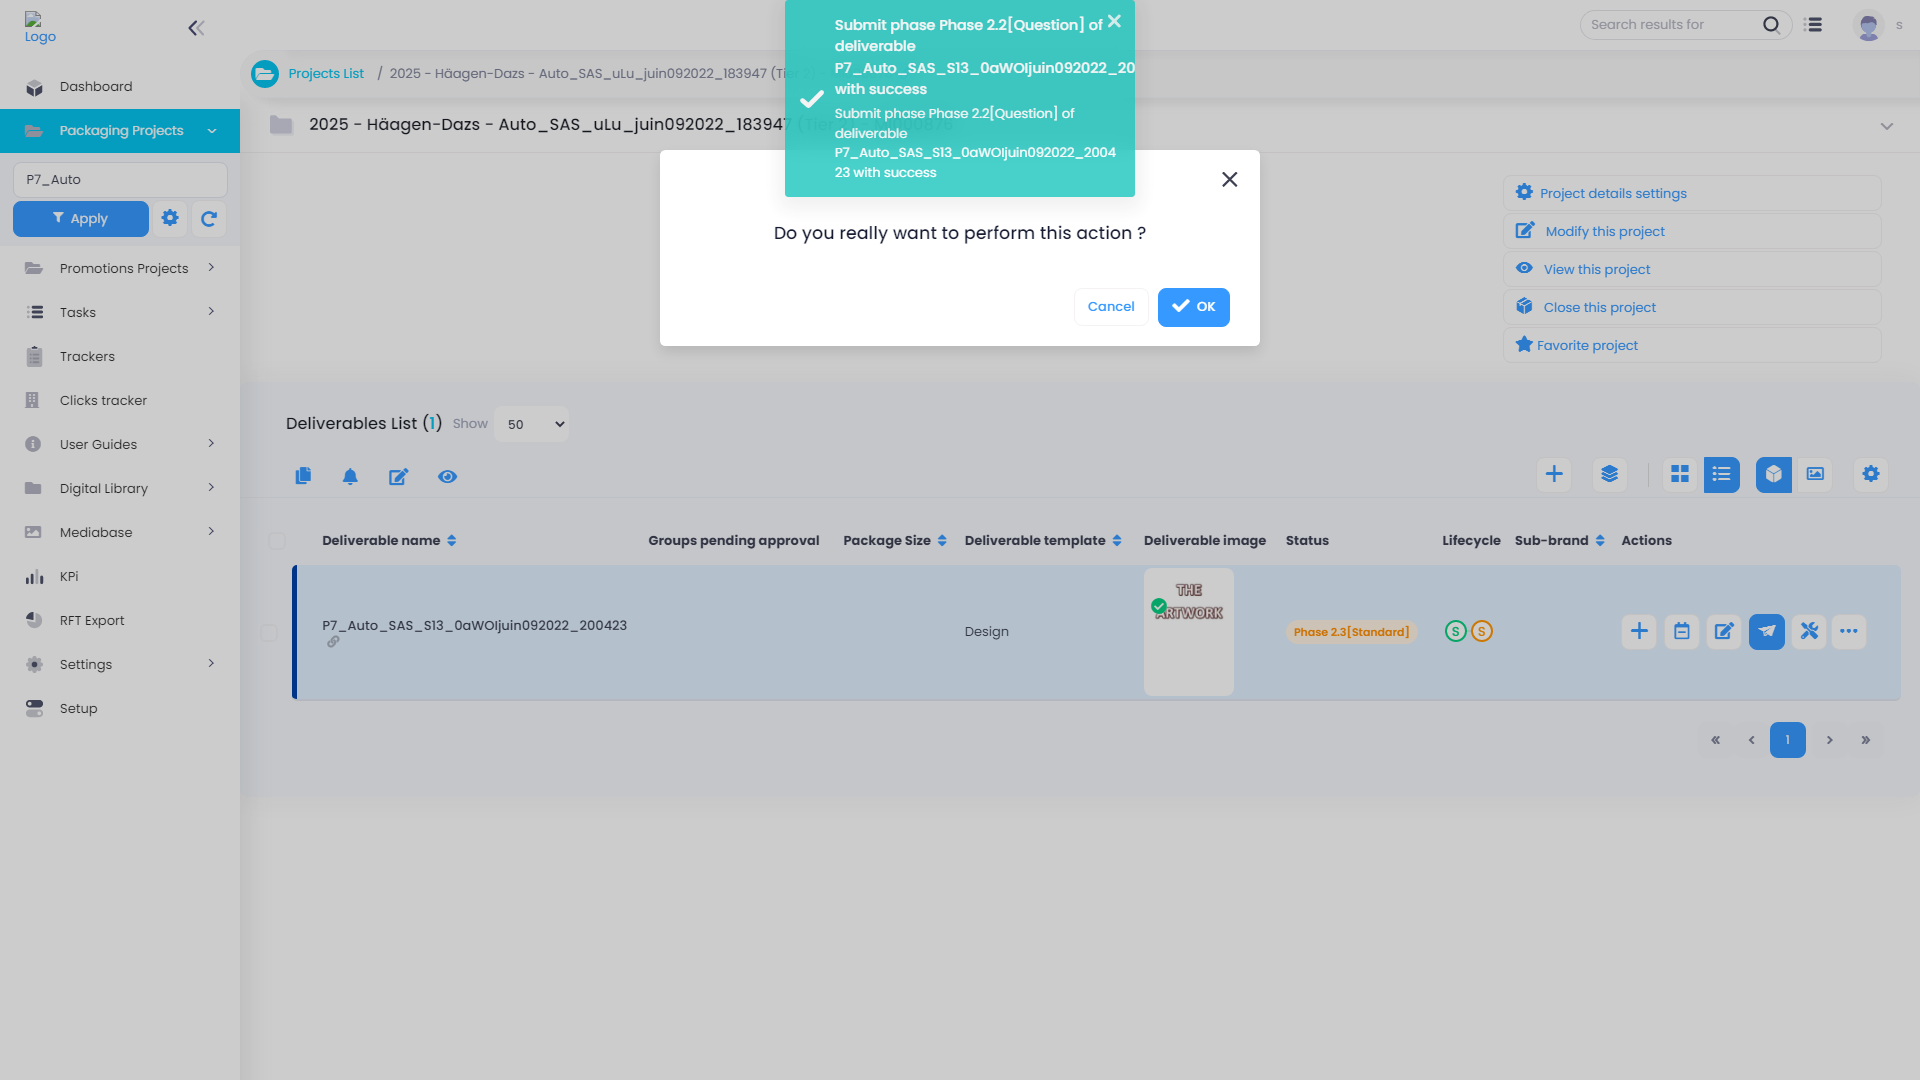 Logo
Dashboard
Packaging Projects
P7_Auto
Apply
Promotions Projects
Tasks
Trackers
Clicks tracker
User Guides
Digital Library
Mediabase
KPi
RFT Export
Settings
Setup
Search results for
s
Projects List / 2025 - Häagen-Dazs - Auto_SAS_uLu_juin092022_183947
2025 - Häagen-Dazs - Auto_SAS_uLu_juin092022_183947
Submit phase Phase 2.2[Question] of
deliverable
P7_Auto_SAS_S13_0aWOIjuin092022_20
with success
Submit phase Phase 2.2[Question] of
deliverable
P7_Auto_SAS_S13_0aWOIjuin092022_2004
23 with success
Do you really want to perform this action ?
Cancel
OK
Project details settings
Modify this project
View this project
Close this project
Favorite project
Deliverables List (1) Show 50
Deliverable name Groups pending approval Package Size Deliverable template Deliverable image Status Lifecycle Sub-brand Actions
P7_Auto_SAS_S13_0aWOIjuin092022_200423
Design
THE
ARTWORK
Phase 2.3[Standard]
S S
« ‹ 1 › »